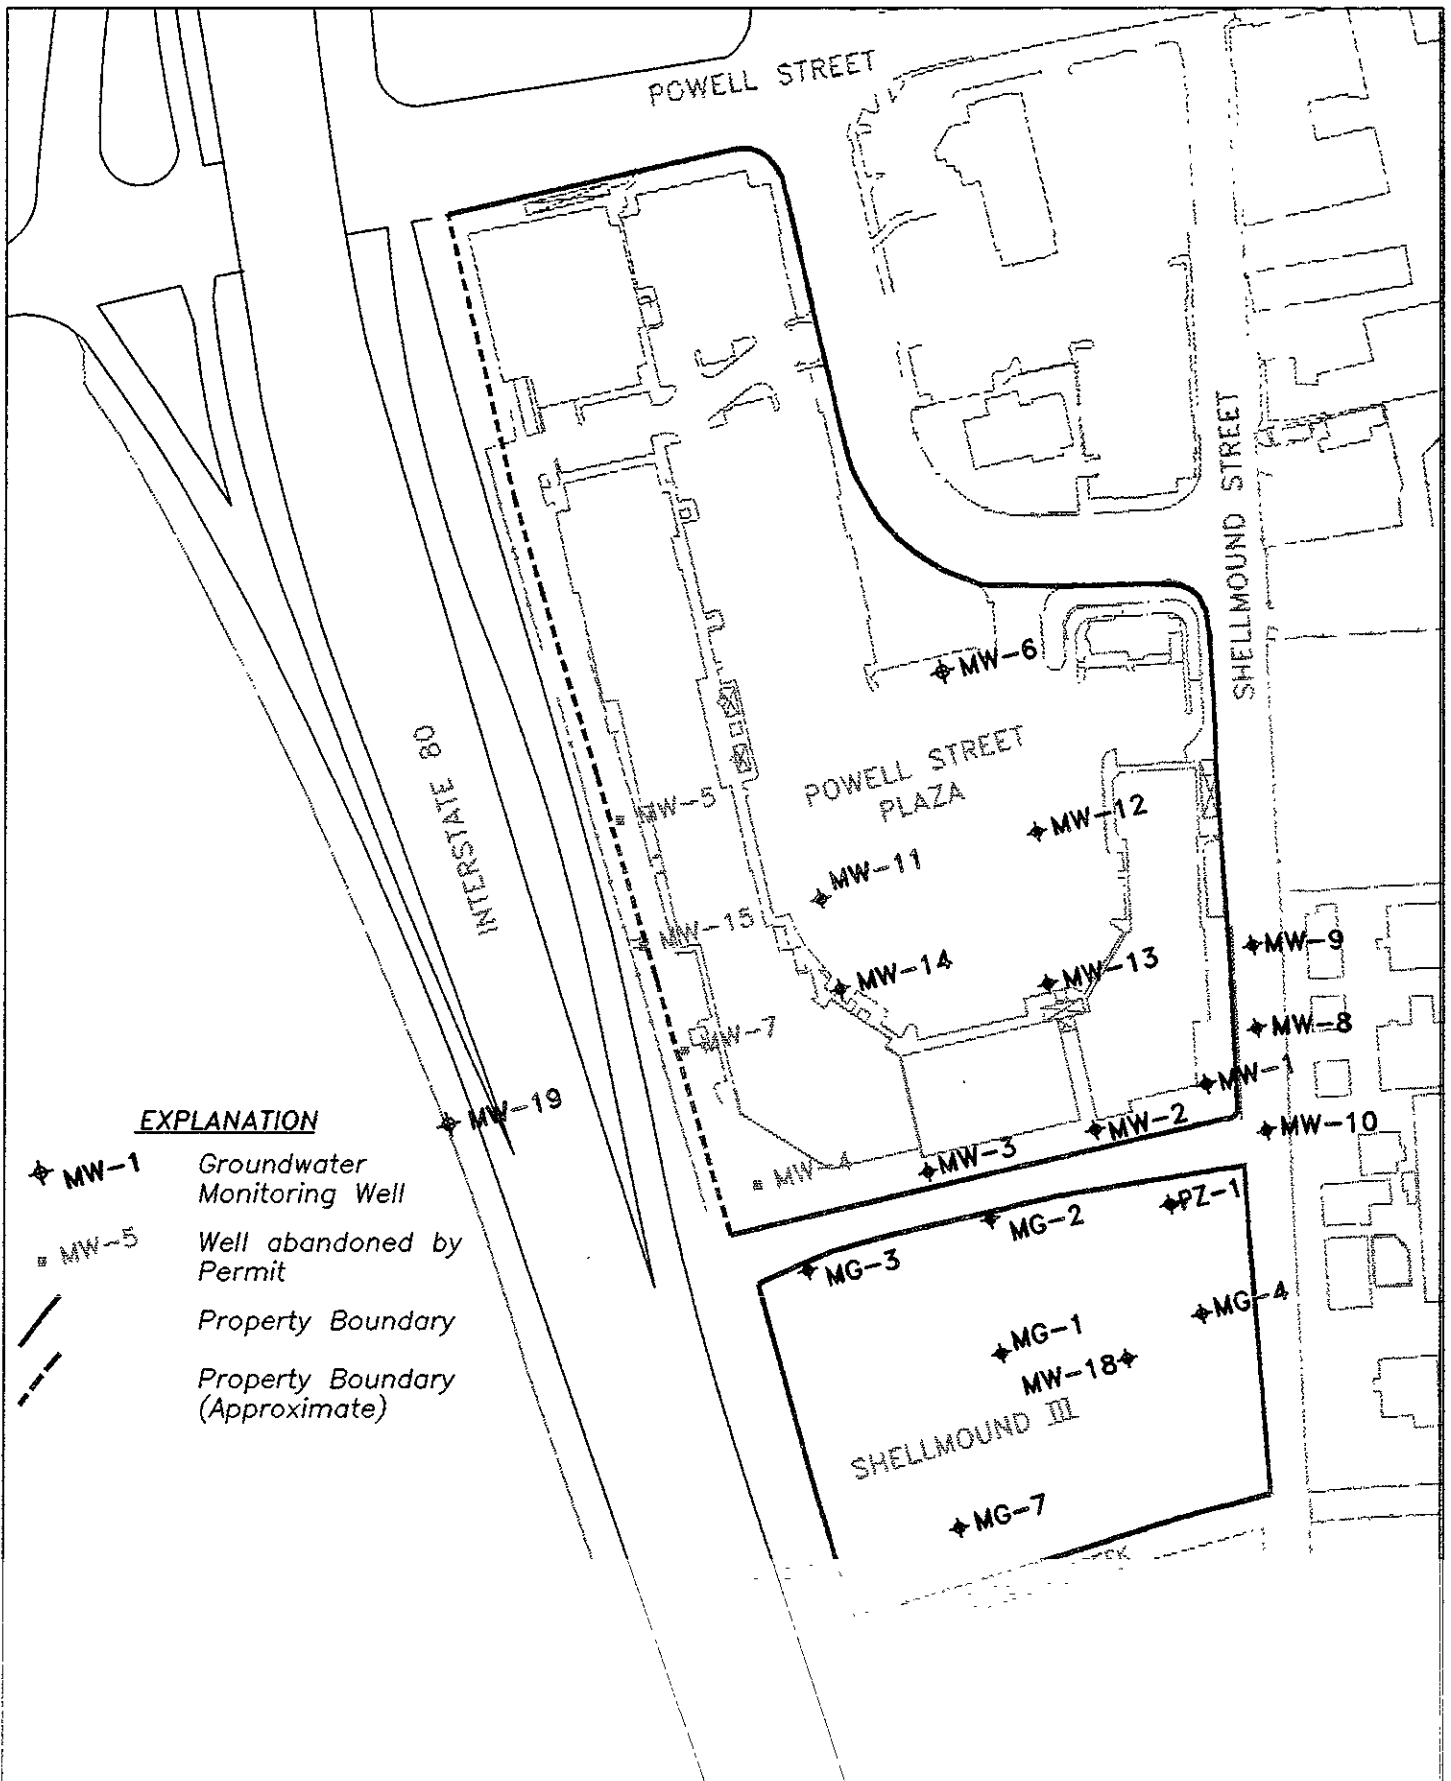 POWELL STREET
SHELLMOUND STREET
MW-6
POWELL STREET
PLAZA
INTERSTATE 80
MW-5
MW-12
MW-11
MW-15
MW-9
MW-14
MW-13
MW-8
MW-7
MW-1
MW-19
MW-2
MW-10
MW-3
MW-4
PZ-1
MG-2
MG-3
MG-4
MG-1
MW-18
SHELLMOUND III
MG-7
EXPLANATION
MW-1 Groundwater
Monitoring Well
MW-5 Well abandoned by
Permit
Property Boundary
Property Boundary
(Approximate)